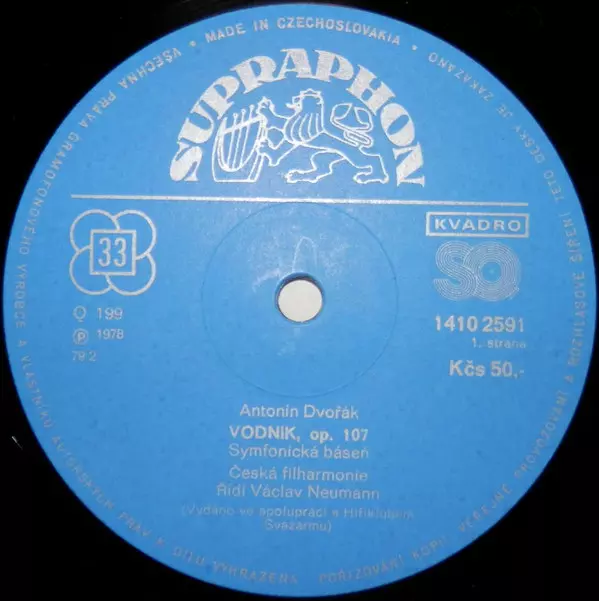 VŠECHNA PRÁVA GRAMOFONOVÉHO VÝROBCE A VLASTNÍKŮ AUTORSKÝCH PRÁV K DÍLU VYHRAZENA. POŘIZOVÁNÍ KOPIÍ, VEŘEJNÉ PROVOZOVÁNÍ A ROZHLASOVÉ ŠÍŘENÍ TÉTO DESKY JE ZAKÁZÁNO
• MADE IN CZECHOSLOVAKIA •
SUPRAPHON
33
KVADRO
SQ
O 199
℗ 1978
79 2
1410 2591
1. strana
Kčs 50,-
Antonín Dvořák
VODNÍK, op. 107
Symfonická báseň
Česká filharmonie
Řídí Václav Neumann
(Vydáno ve spolupráci s Hifiklubem
Svazarmu)